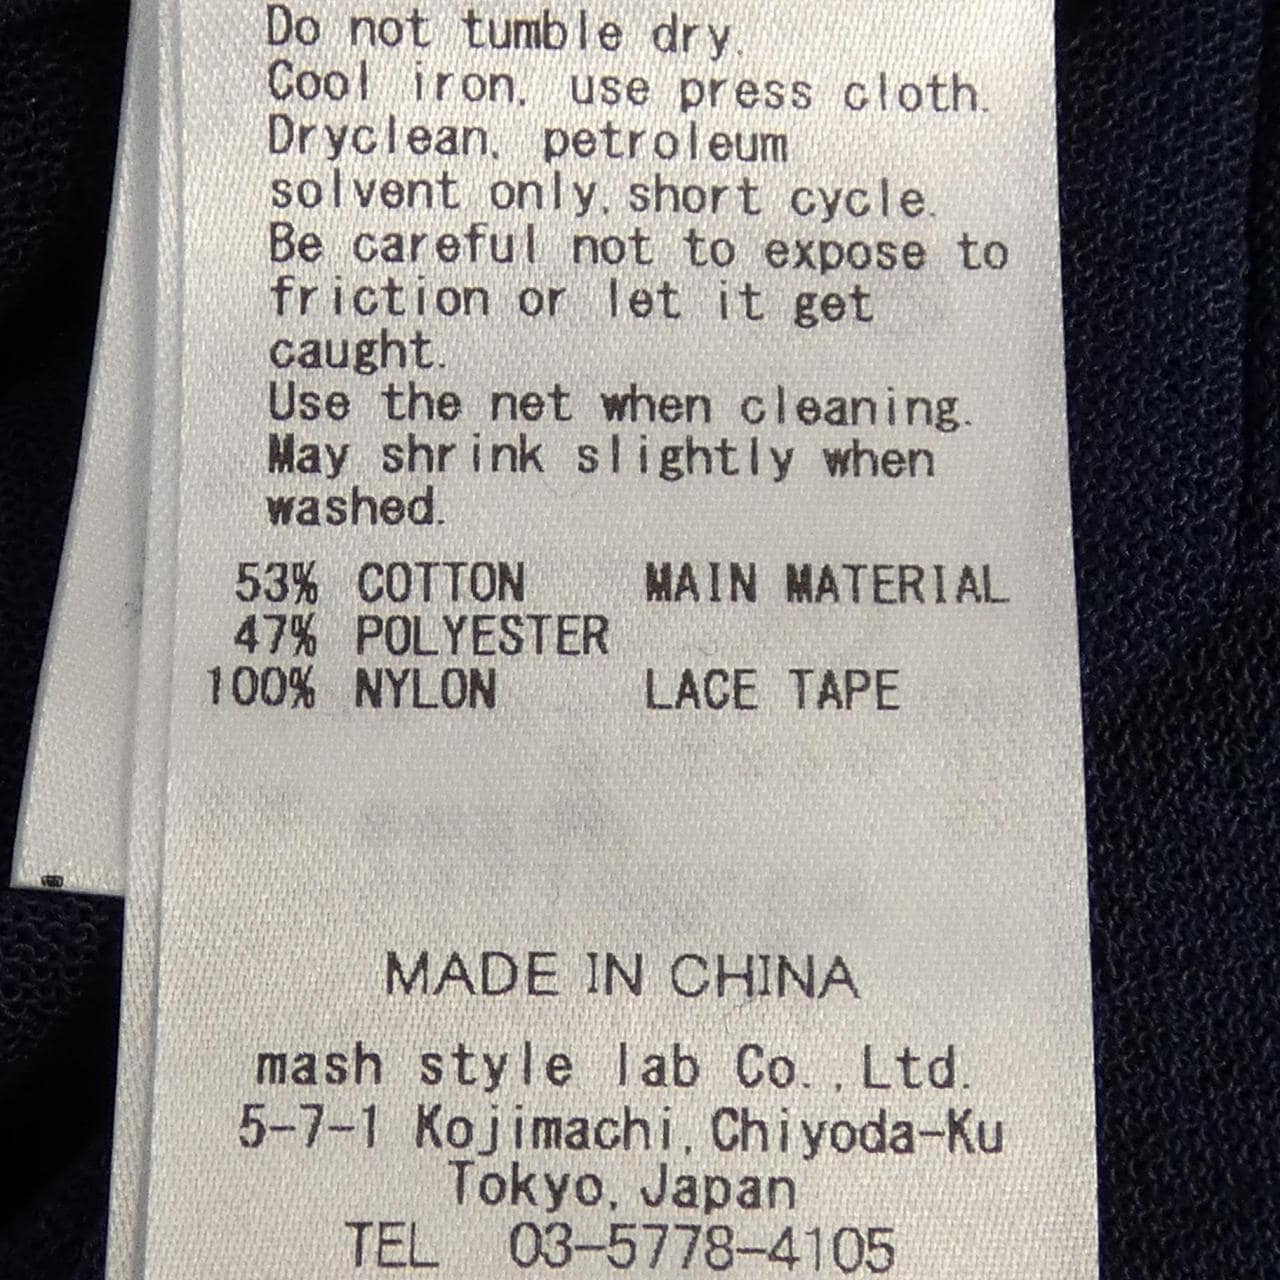 Do not tumble dry.
Cool iron, use press cloth.
Dryclean, petroleum
solvent only, short cycle.
Be careful not to expose to
friction or let it get
caught.
Use the net when cleaning.
May shrink slightly when
washed.
53% COTTON MAIN MATERIAL
47% POLYESTER
100% NYLON LACE TAPE
MADE IN CHINA
mash style lab Co., Ltd.
5-7-1 Kojimachi, Chiyoda-Ku
Tokyo, Japan
TEL 03-5778-4105